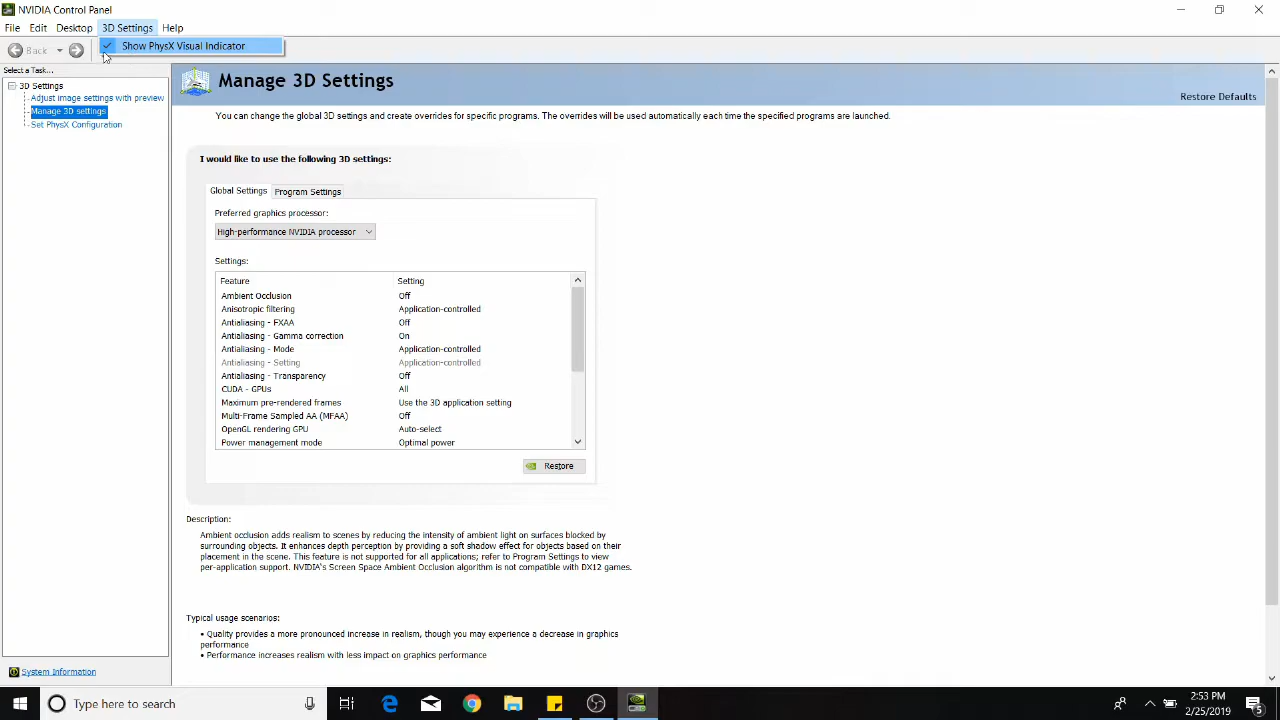 NVIDIA Control Panel
File Edit Desktop 3D Settings Help
Back
Show PhysX Visual Indicator
Select a Task...
3D Settings
Adjust image settings with preview
Manage 3D settings
Set PhysX Configuration
System Information
Manage 3D Settings
Restore Defaults
You can change the global 3D settings and create overrides for specific programs. The overrides will be used automatically each time the specified programs are launched.
I would like to use the following 3D settings:
Global Settings Program Settings
Preferred graphics processor:
High-performance NVIDIA processor
Settings:
Feature Setting
Ambient Occlusion Off
Anisotropic filtering Application-controlled
Antialiasing - FXAA Off
Antialiasing - Gamma correction On
Antialiasing - Mode Application-controlled
Antialiasing - Setting Application-controlled
Antialiasing - Transparency Off
CUDA - GPUs All
Maximum pre-rendered frames Use the 3D application setting
Multi-Frame Sampled AA (MFAA) Off
OpenGL rendering GPU Auto-select
Power management mode Optimal power
Restore
Description:
Ambient occlusion adds realism to scenes by reducing the intensity of ambient light on surfaces blocked by
surrounding objects. It enhances depth perception by providing a soft shadow effect for objects based on their
placement in the scene. This feature is not supported for all applications; refer to Program Settings to view
per-application support. NVIDIA's Screen Space Ambient Occlusion algorithm is not compatible with DX12 games.
Typical usage scenarios:
• Quality provides a more pronounced increase in realism, though you may experience a decrease in graphics
performance
• Performance increases realism with less impact on graphics performance
Type here to search
2:53 PM
2/25/2019
5